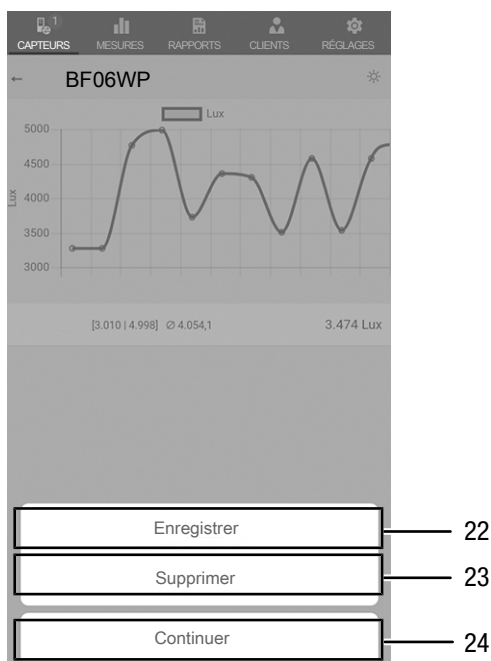 1
CAPTEURS MESURES RAPPORTS CLIENTS RÉGLAGES
← BF06WP
Lux
5000
4500
4000
3500
3000
Lux
[3.010 | 4.998] ∅ 4.054,1 3.474 Lux
Enregistrer 22
Supprimer 23
Continuer 24